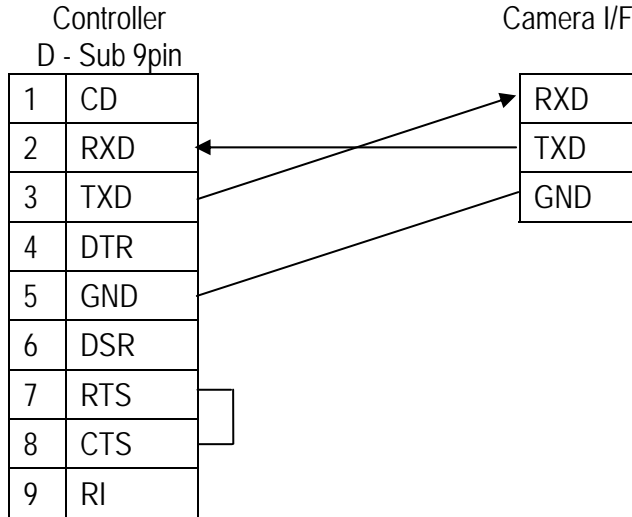 Controller
D - Sub 9pin
Camera I/F
1 CD
2 RXD
3 TXD
4 DTR
5 GND
6 DSR
7 RTS
8 CTS
9 RI
RXD
TXD
GND